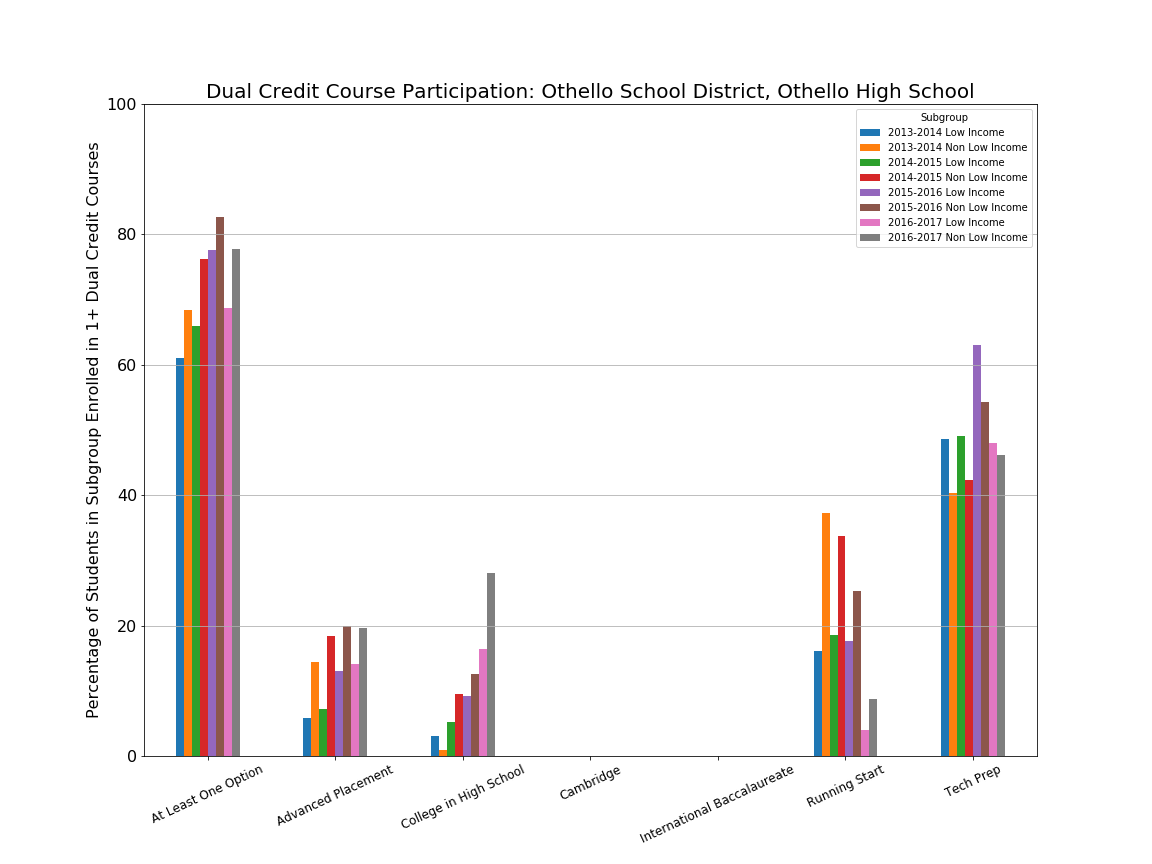 Dual Credit Course Participation: Othello School District, Othello High School
Percentage of Students in Subgroup Enrolled in 1+ Dual Credit Courses
100
80
60
40
20
0
Subgroup
2013-2014 Low Income
2013-2014 Non Low Income
2014-2015 Low Income
2014-2015 Non Low Income
2015-2016 Low Income
2015-2016 Non Low Income
2016-2017 Low Income
2016-2017 Non Low Income
At Least One Option
Advanced Placement
College in High School
Cambridge
International Baccalaureate
Running Start
Tech Prep